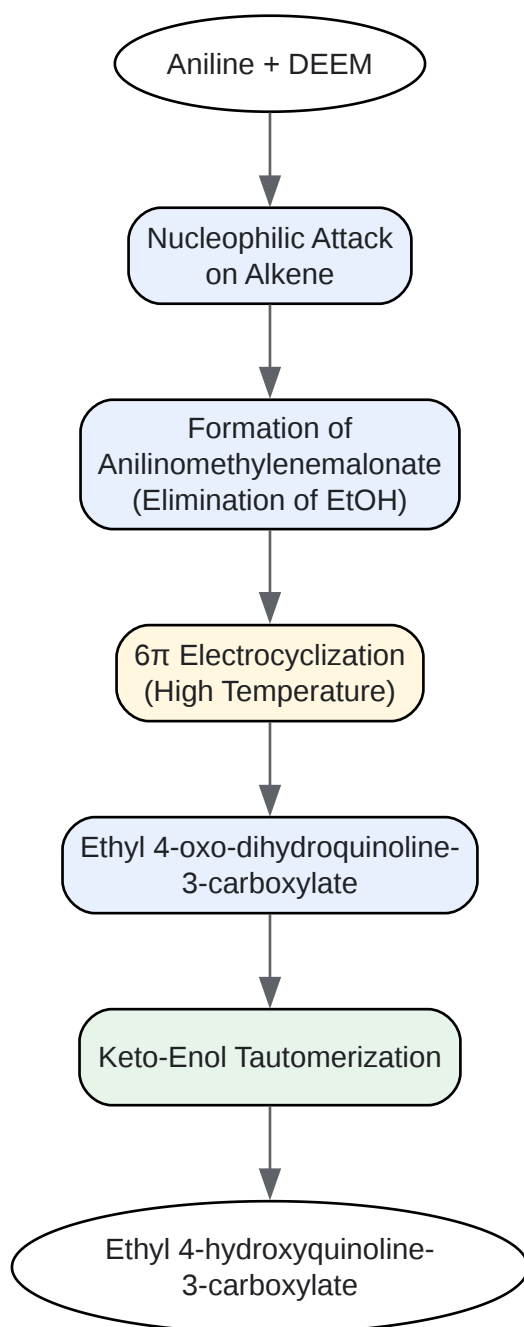 Aniline + DEEM
Nucleophilic Attack
on Alkene
Formation of
Anilinomethylenemalonate
(Elimination of EtOH)
6π Electrocyclization
(High Temperature)
Ethyl 4-oxo-dihydroquinoline-
3-carboxylate
Keto-Enol Tautomerization
Ethyl 4-hydroxyquinoline-
3-carboxylate